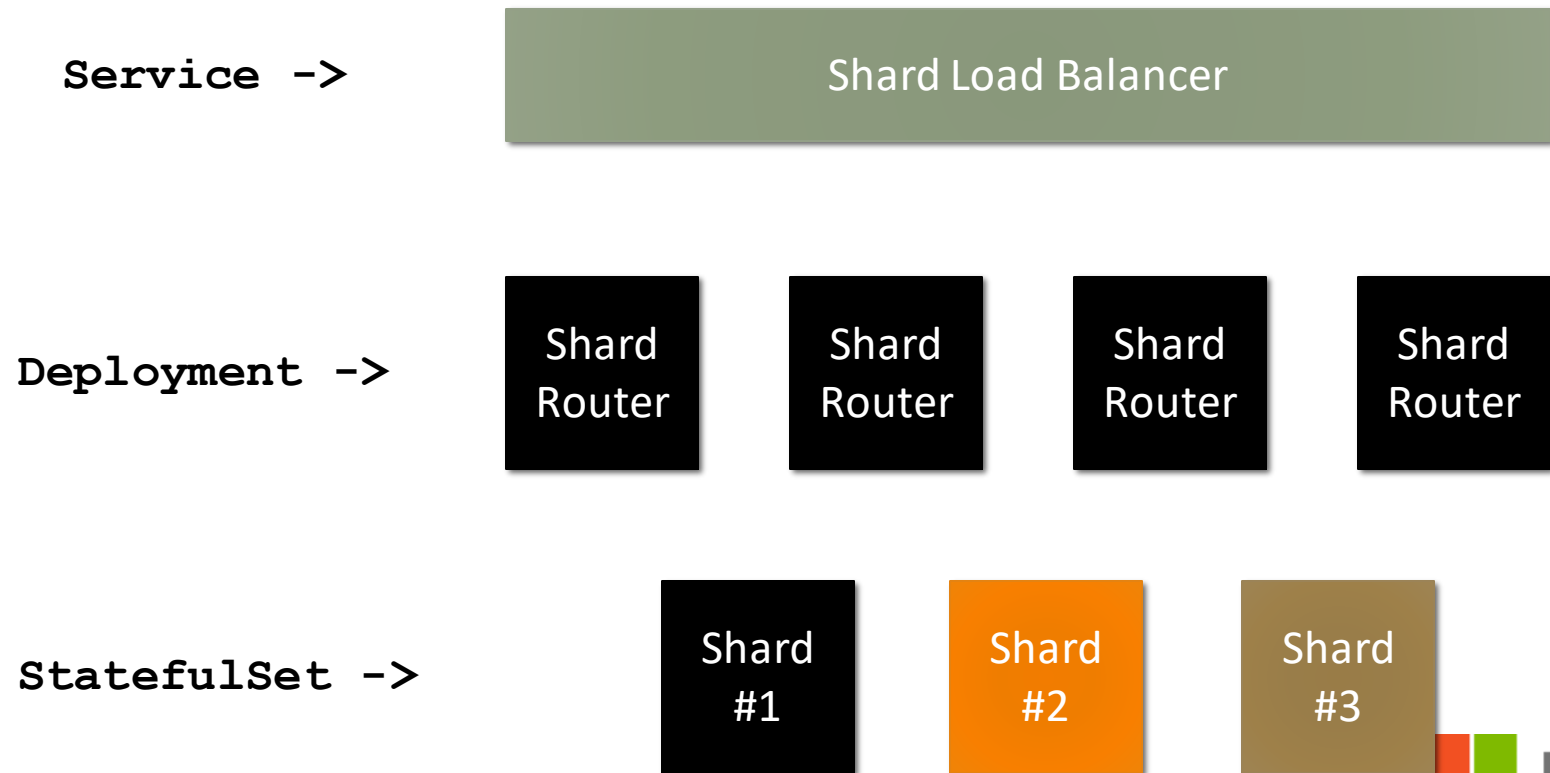 Service ->
Shard Load Balancer
Deployment ->
Shard
Router
Shard
Router
Shard
Router
Shard
Router
StatefulSet ->
Shard
#1
Shard
#2
Shard
#3